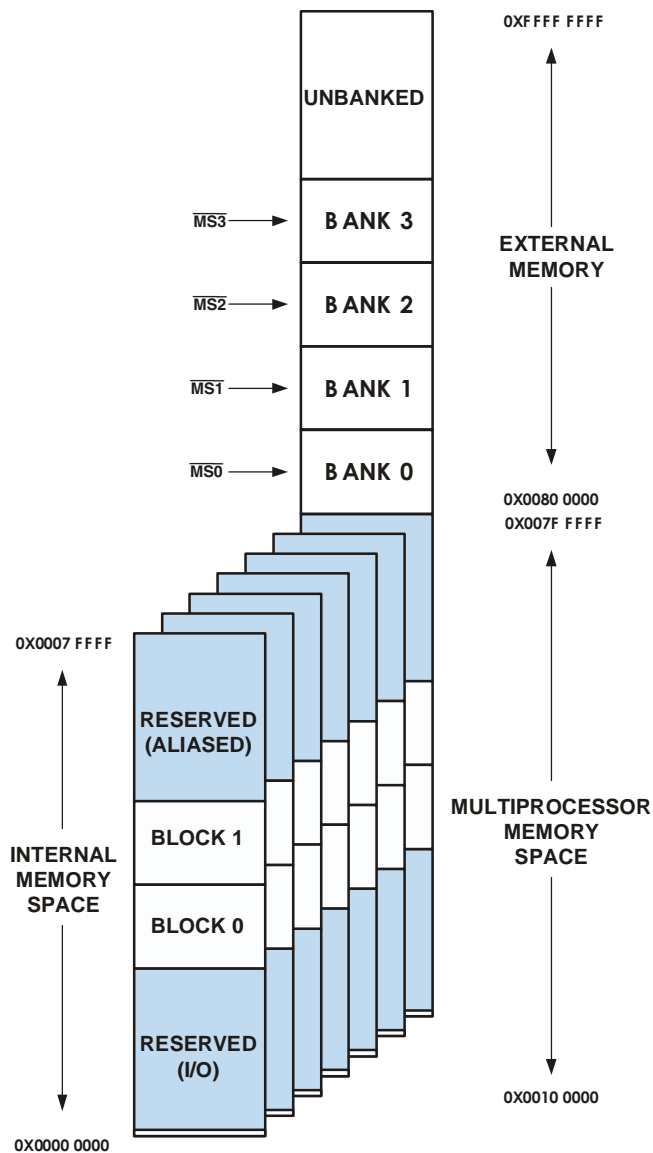 0XFFFF FFFF
UNBANKED
MS3
BANK 3
EXTERNAL
MEMORY
MS2
BANK 2
MS1
BANK 1
MS0
BANK 0
0X0080 0000
0X007F FFFF
0X0007 FFFF
RESERVED
(ALIASED)
MULTIPROCESSOR
MEMORY
SPACE
BLOCK 1
INTERNAL
MEMORY
SPACE
BLOCK 0
RESERVED
(I/O)
0X0010 0000
0X0000 0000